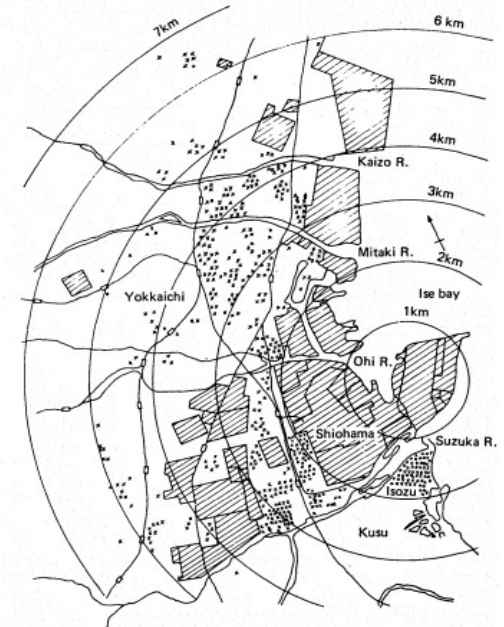 7km
6 km
5km
4km
Kaizo R.
3km
Mitaki R.
2km
Ise bay
Yokkaichi
1km
Ohi R.
Shiohama
Suzuka R.
Isozu
Kusu